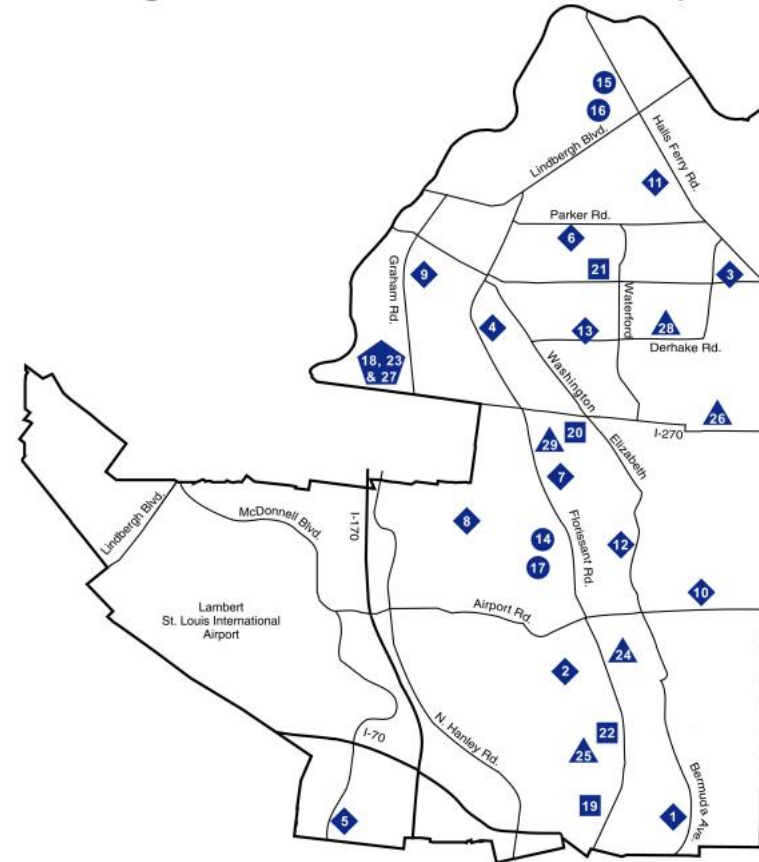 15
16
Halls Ferry Rd.
Lindbergh Blvd.
11
Parker Rd.
6
21
9
3
Graham Rd.
Waterford
4
13
28
Derhake Rd.
18, 23
& 27
Washington
26
I-270
20
29
Elizabeth
7
Lindbergh Blvd.
McDonnell Blvd.
I-170
8
Florissant Rd.
14
12
17
10
Airport Rd.
Lambert
St. Louis International
Airport
24
2
N. Hanley Rd.
22
I-70
25
Bermuda Ave.
19
5
1